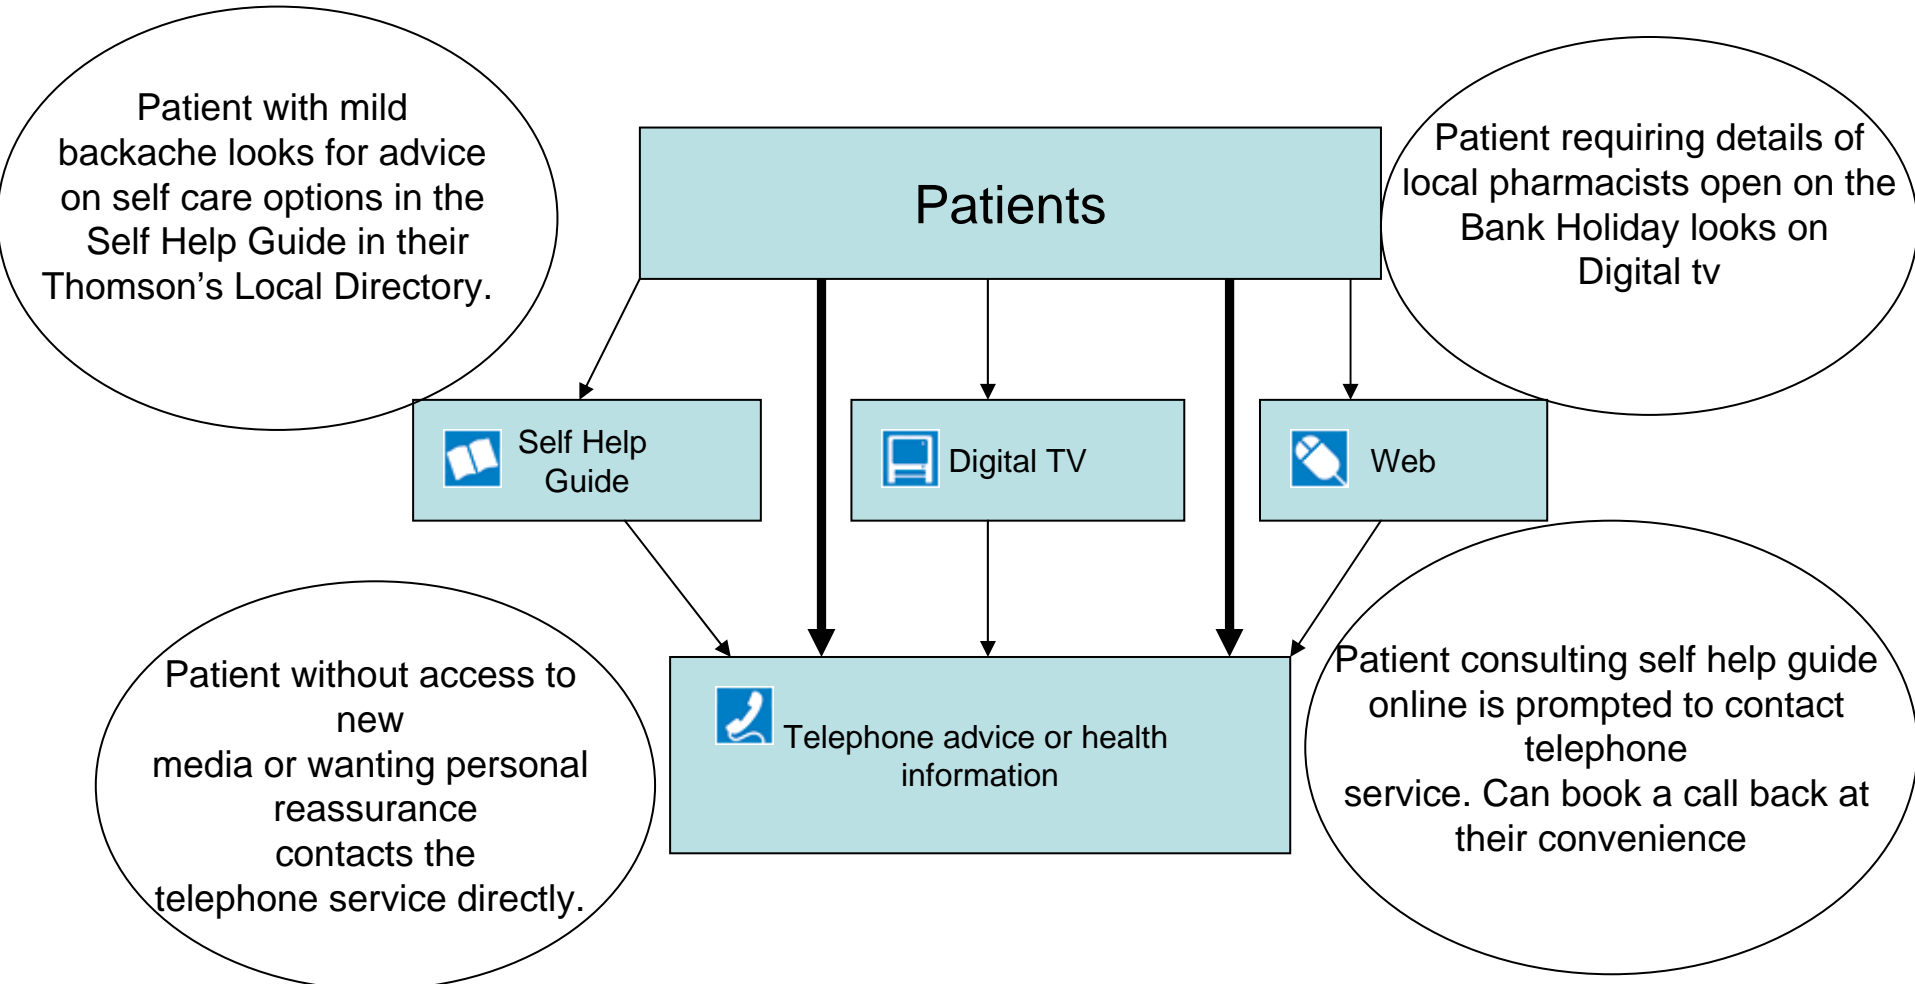 Patient with mild
backache looks for advice
on self care options in the
Self Help Guide in their
Thomson’s Local Directory.
Patients
Patient requiring details of
local pharmacists open on the
Bank Holiday looks on
Digital tv
Self Help
Guide
Digital TV
Web
Patient without access to
new
media or wanting personal
reassurance
contacts the
telephone service directly.
Telephone advice or health
information
Patient consulting self help guide
online is prompted to contact
telephone
service. Can book a call back at
their convenience